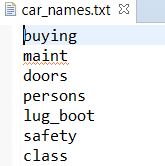 car_names.txt
buying
maint
doors
persons
lug_boot
safety
class